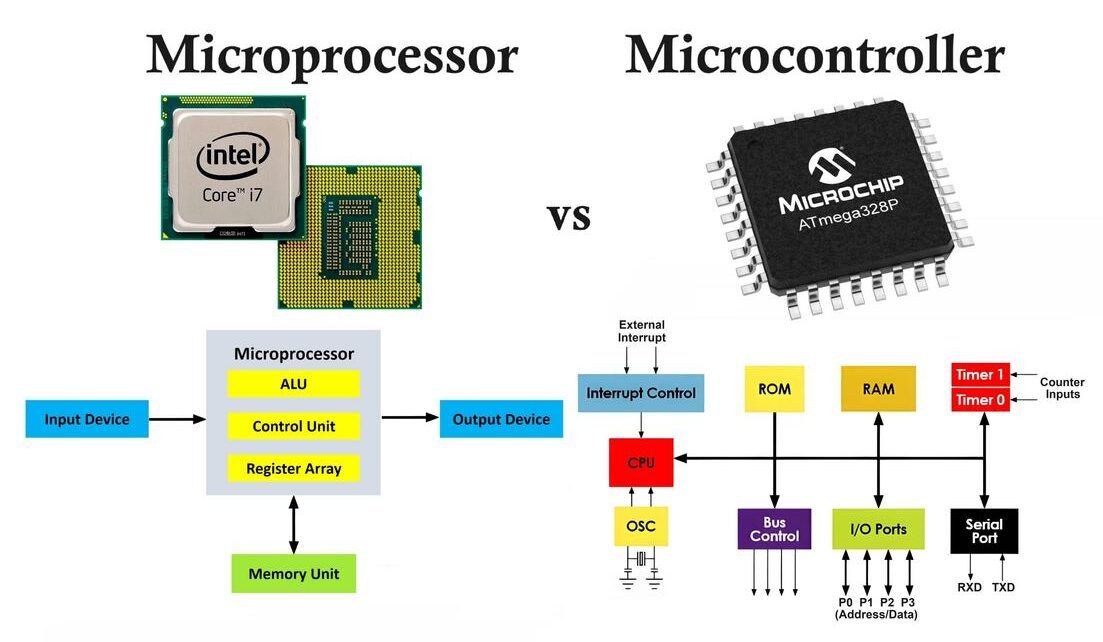 Microprocessor
Microcontroller
intel
Core™ i7
vs
MICROCHIP
ATmega328P
Microprocessor
ALU
Control Unit
Register Array
Input Device
Output Device
Memory Unit
External
Interrupt
Interrupt Control
ROM
RAM
Timer 1
Timer 0
Counter
Inputs
CPU
OSC
Bus
Control
I/O Ports
Serial
Port
P0 P1 P2 P3
(Address/Data)
RXD TXD